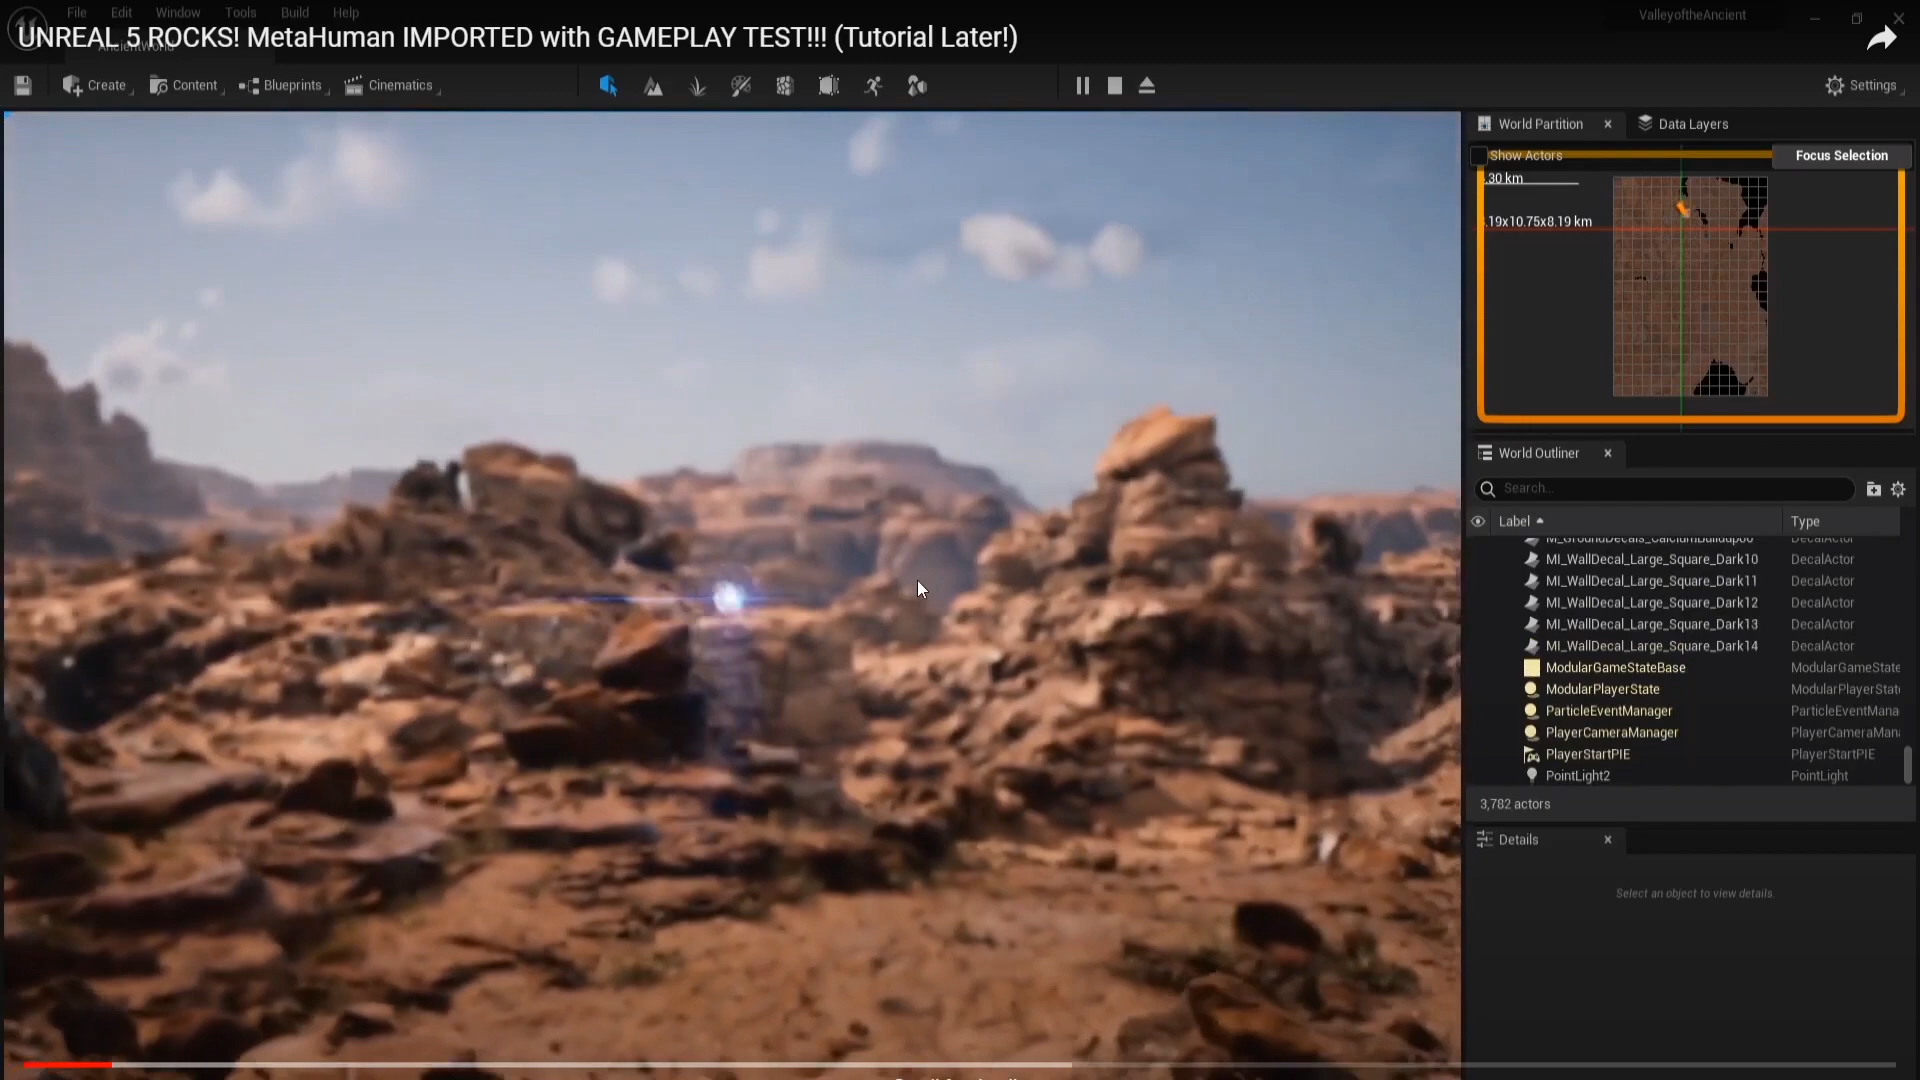 File Edit Window Tools Build Help
ValleyoftheAncient
UNREAL 5 ROCKS! MetaHuman IMPORTED with GAMEPLAY TEST!!! (Tutorial Later!)
Create Content Blueprints Cinematics Settings
World Partition Data Layers
Show Actors Focus Selection
.30 km
.19x10.75x8.19 km
World Outliner
Search...
Label Type
MI_WallDecal_Large_Square_Dark10 DecalActor
MI_WallDecal_Large_Square_Dark11 DecalActor
MI_WallDecal_Large_Square_Dark12 DecalActor
MI_WallDecal_Large_Square_Dark13 DecalActor
MI_WallDecal_Large_Square_Dark14 DecalActor
ModularGameStateBase ModularGameState
ModularPlayerState ModularPlayerStat
ParticleEventManager ParticleEventMana
PlayerCameraManager PlayerCameraMan
PlayerStartPIE PlayerStartPIE
PointLight2 PointLight
3,782 actors
Details
Select an object to view details.